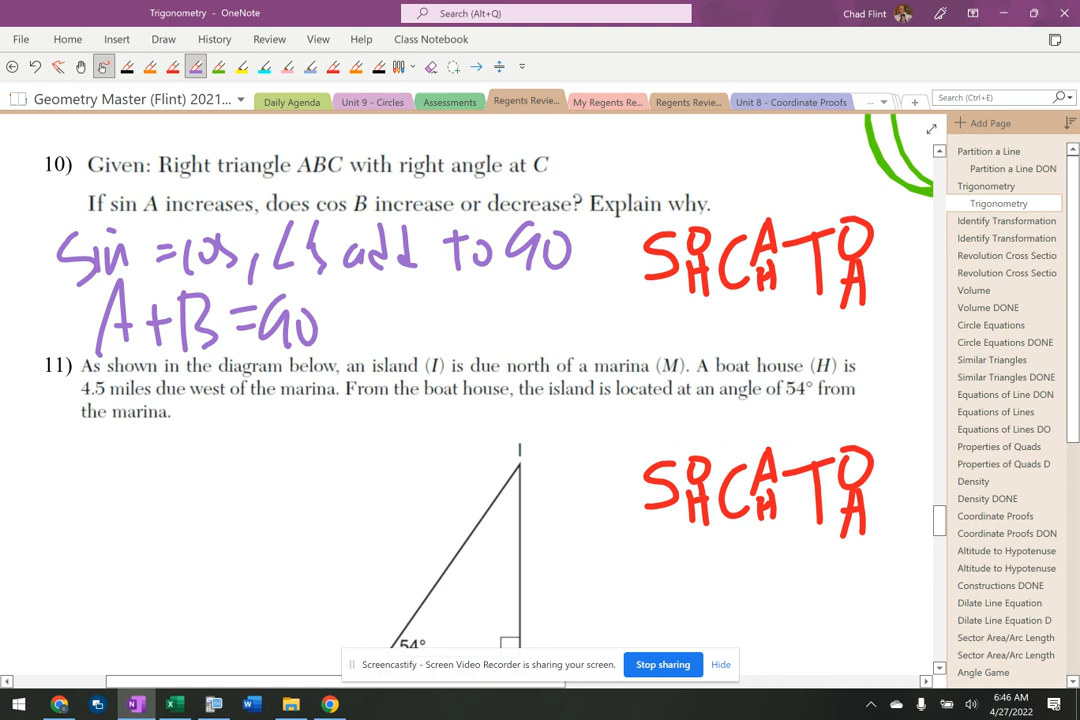 Trigonometry - OneNote
Search (Alt+Q)
Chad Flint
File Home Insert Draw History Review View Help Class Notebook
Geometry Master (Flint) 2021...
Daily Agenda
Unit 9 - Circles
Assessments
Regents Revie...
My Regents Re...
Regents Revie...
Unit 8 - Coordinate Proofs
...
Search (Ctrl+E)
Add Page
10) Given: Right triangle ABC with right angle at C
If sin A increases, does cos B increase or decrease? Explain why.
Sin = cos, ∠s add to 90
A+B=90
S O H C A H T O A
11) As shown in the diagram below, an island (I) is due north of a marina (M). A boat house (H) is
4.5 miles due west of the marina. From the boat house, the island is located at an angle of 54° from
the marina.
I
S O H C A H T O A
54°
Partition a Line
Partition a Line DON
Trigonometry
Trigonometry
Identify Transformation
Identify Transformation
Revolution Cross Sectio
Revolution Cross Sectio
Volume
Volume DONE
Circle Equations
Circle Equations DONE
Similar Triangles
Similar Triangles DONE
Equations of Line DON
Equations of Lines
Equations of Lines DO
Properties of Quads
Properties of Quads D
Density
Density DONE
Coordinate Proofs
Coordinate Proofs DON
Altitude to Hypotenuse
Altitude to Hypotenuse
Constructions DONE
Dilate Line Equation
Dilate Line Equation D
Sector Area/Arc Length
Sector Area/Arc Length
Angle Game
Screencastify - Screen Video Recorder is sharing your screen.
Stop sharing
Hide
6:46 AM
4/27/2022